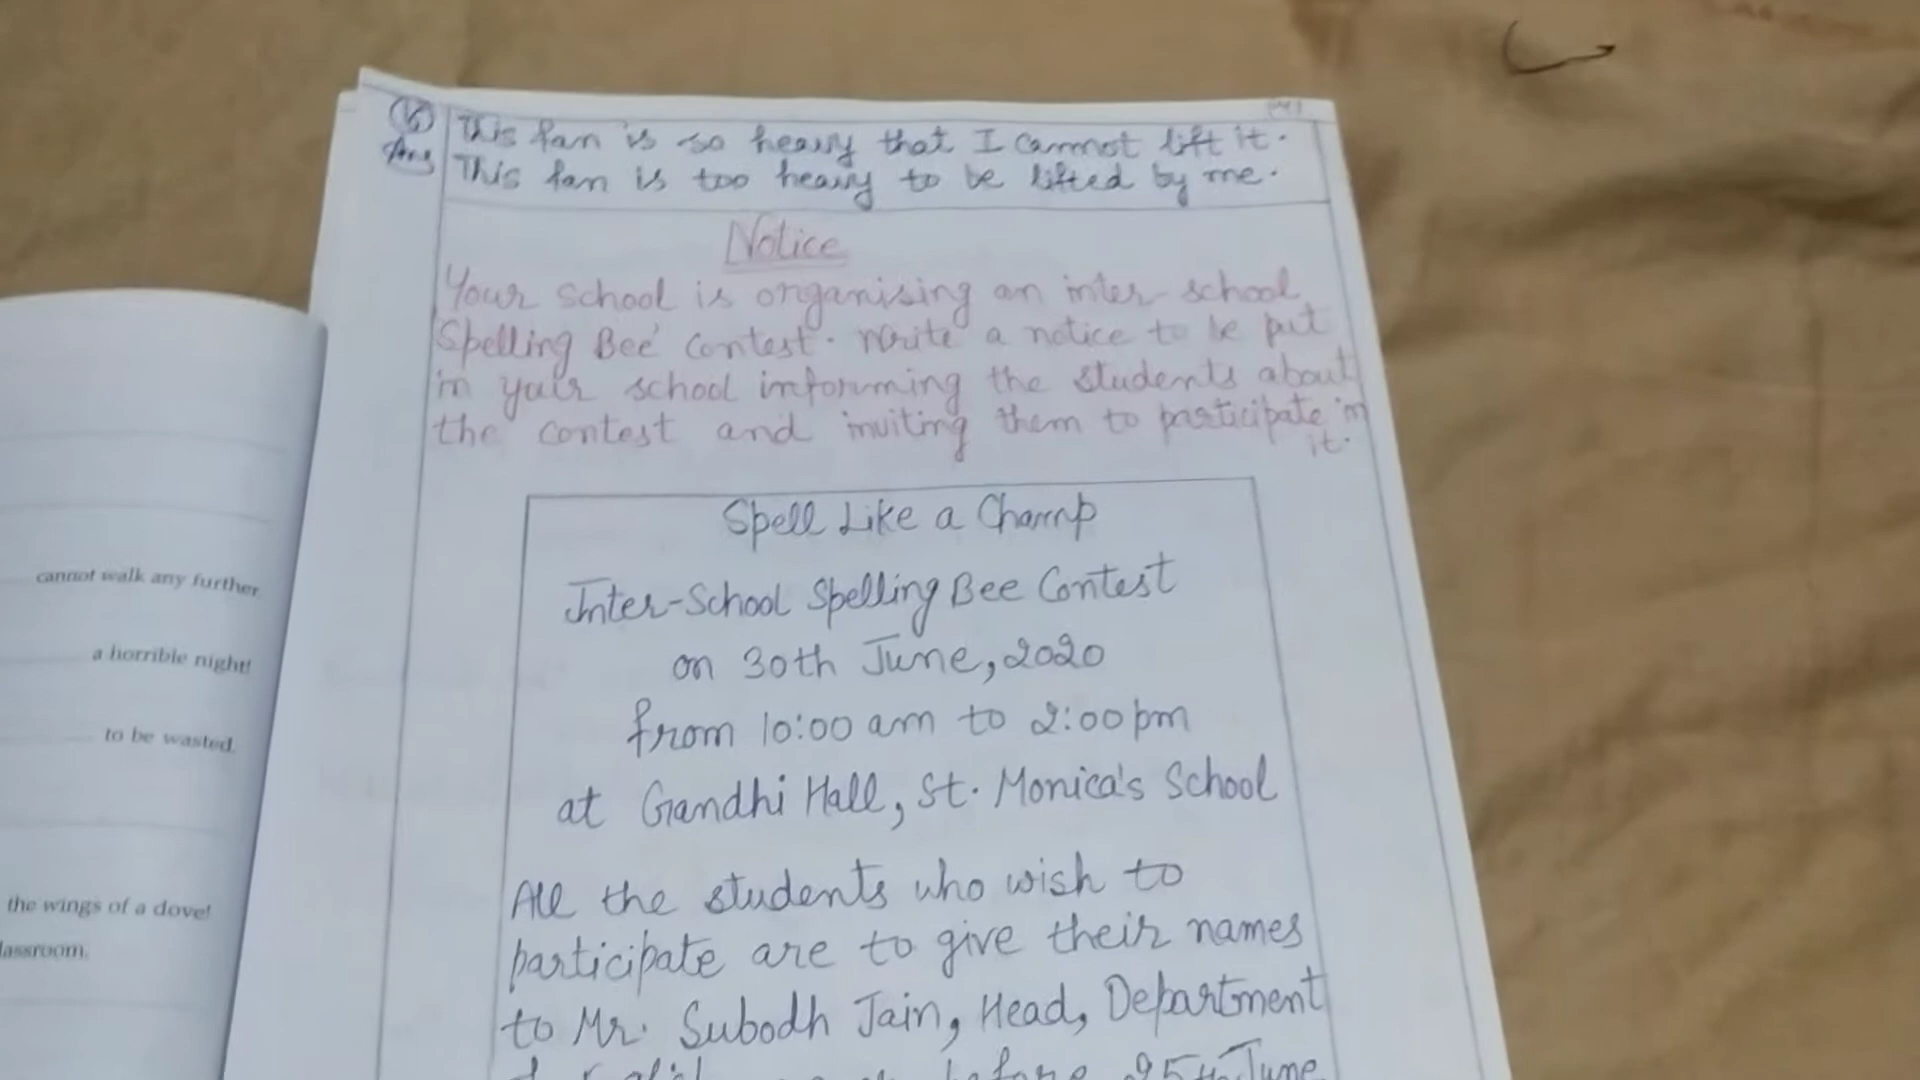 cannot walk any further.
a horrible night!
to be wasted.
the wings of a dove!
lassroom.
This fan is so heavy that I cannot lift it.
Ans This fan is too heavy to be lifted by me.
Notice
Your school is organising an inter-school
'Spelling Bee' contest. Write a notice to be put
in your school informing the students about
the contest and inviting them to participate in
it.
Spell Like a Champ
Inter-School Spelling Bee Contest
on 30th June, 2020
from 10:00 am to 2:00 pm
at Gandhi Hall, St. Monica's School
All the students who wish to
participate are to give their names
to Mr. Subodh Jain, Head, Department
before 25th June